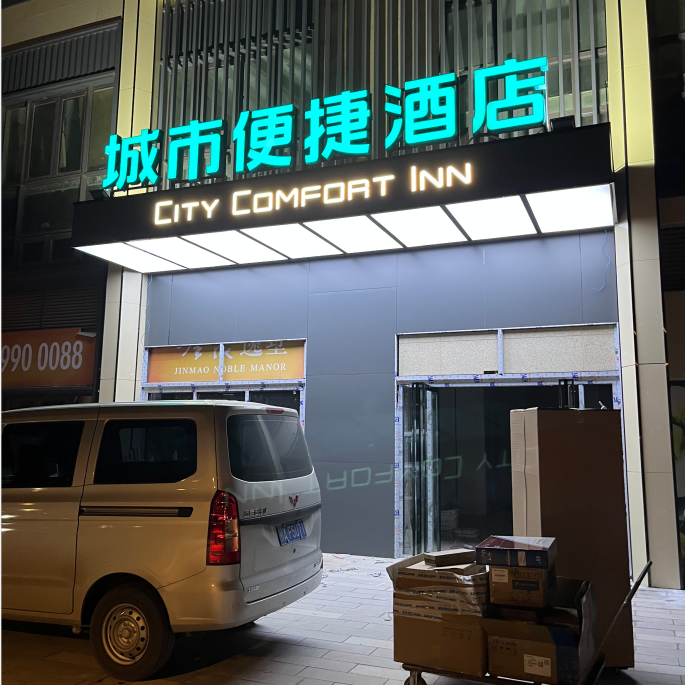 城市便捷酒店
CITY COMFORT INN
990 0088
JINMAO NOBLE MANOR